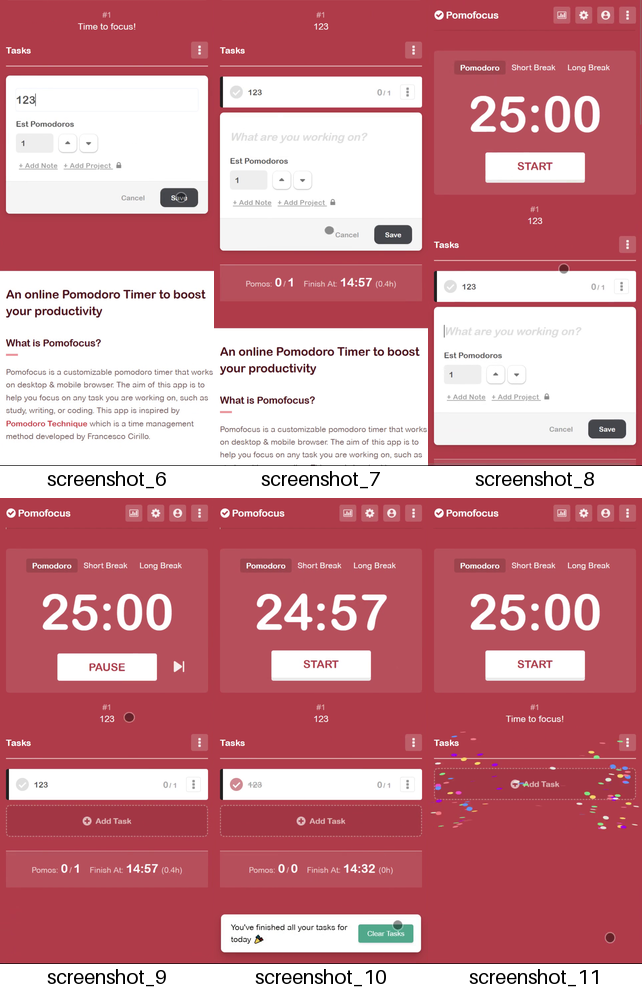 #1
Time to focus!
Tasks
123
Est Pomodoros
1
+ Add Note + Add Project
Cancel Save
An online Pomodoro Timer to boost
your productivity
What is Pomofocus?
Pomofocus is a customizable pomodoro timer that works
on desktop & mobile browser. The aim of this app is to
help you focus on any task you are working on, such as
study, writing, or coding. This app is inspired by
Pomodoro Technique which is a time management
method developed by Francesco Cirillo.
screenshot_6
#1
123
Tasks
123 0/1
What are you working on?
Est Pomodoros
1
+ Add Note + Add Project
Cancel Save
Pomos: 0/1 Finish At: 14:57 (0.4h)
An online Pomodoro Timer to boost
your productivity
What is Pomofocus?
Pomofocus is a customizable pomodoro timer that works
on desktop & mobile browser. The aim of this app is to
help you focus on any task you are working on, such as
screenshot_7
Pomofocus
Pomodoro Short Break Long Break
25:00
START
#1
123
Tasks
123 0/1
What are you working on?
Est Pomodoros
1
+ Add Note + Add Project
Cancel Save
screenshot_8
Pomofocus
Pomodoro Short Break Long Break
25:00
PAUSE
#1
123
Tasks
123 0/1
Add Task
Pomos: 0/1 Finish At: 14:57 (0.4h)
screenshot_9
Pomofocus
Pomodoro Short Break Long Break
24:57
START
#1
123
Tasks
123 0/1
Add Task
Pomos: 0/0 Finish At: 14:32 (0h)
You've finished all your tasks for
today
Clear Tasks
screenshot_10
Pomofocus
Pomodoro Short Break Long Break
25:00
START
#1
Time to focus!
Tasks
Add Task
screenshot_11